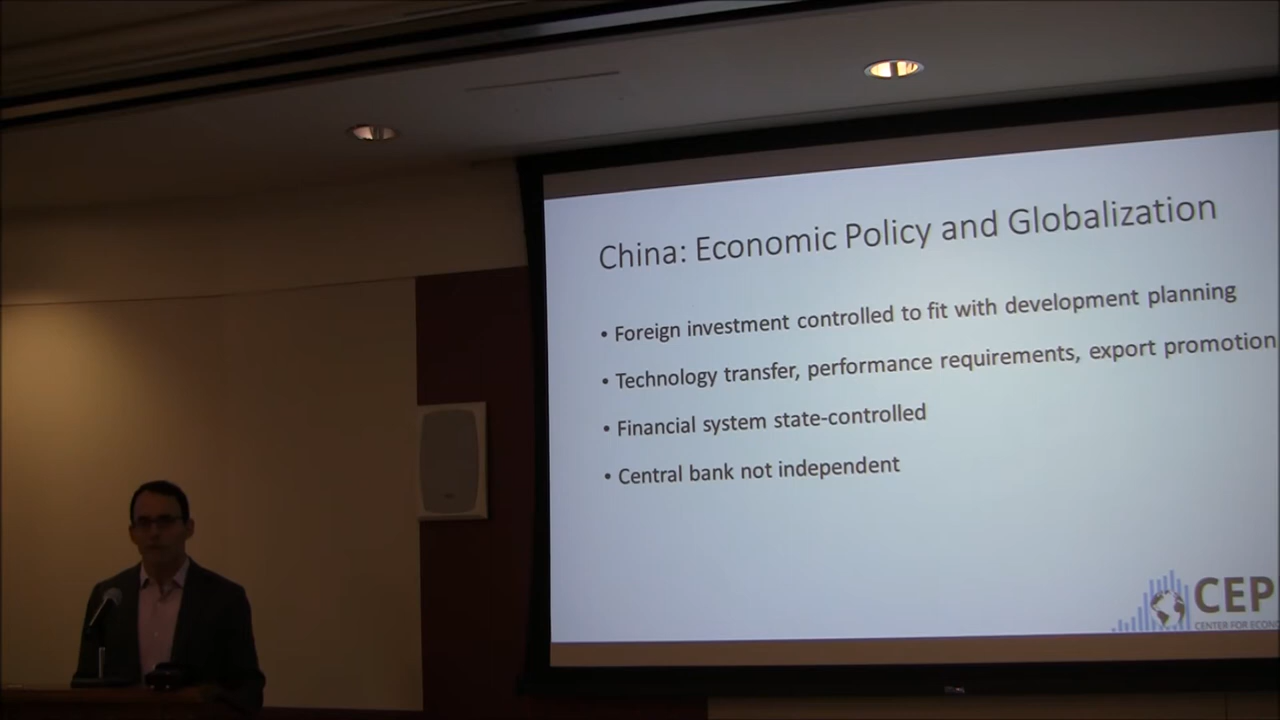 China: Economic Policy and Globalization
• Foreign investment controlled to fit with development planning
• Technology transfer, performance requirements, export promotion
• Financial system state-controlled
• Central bank not independent
CEP
CENTER FOR ECON